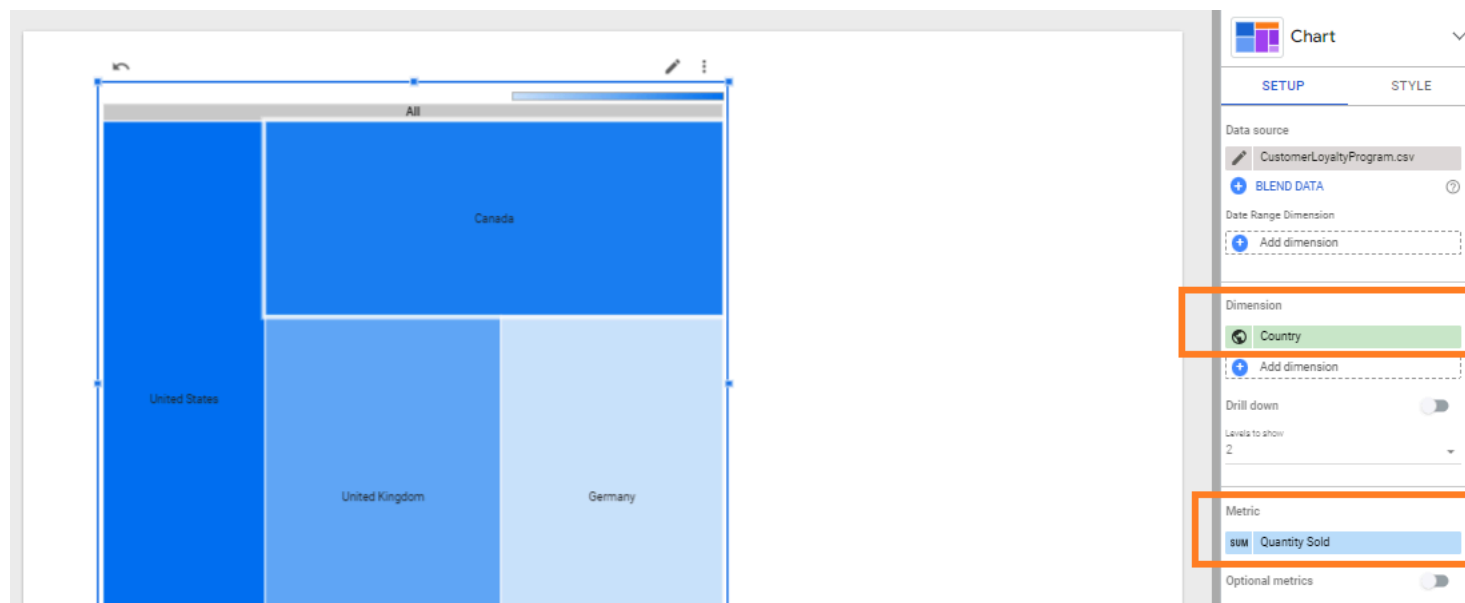 All
Canada
United States
United Kingdom
Germany
Chart
SETUP
STYLE
Data source
CustomerLoyaltyProgram.csv
BLEND DATA
Date Range Dimension
Add dimension
Dimension
Country
Add dimension
Drill down
Levels to show
2
Metric
SUM Quantity Sold
Optional metrics